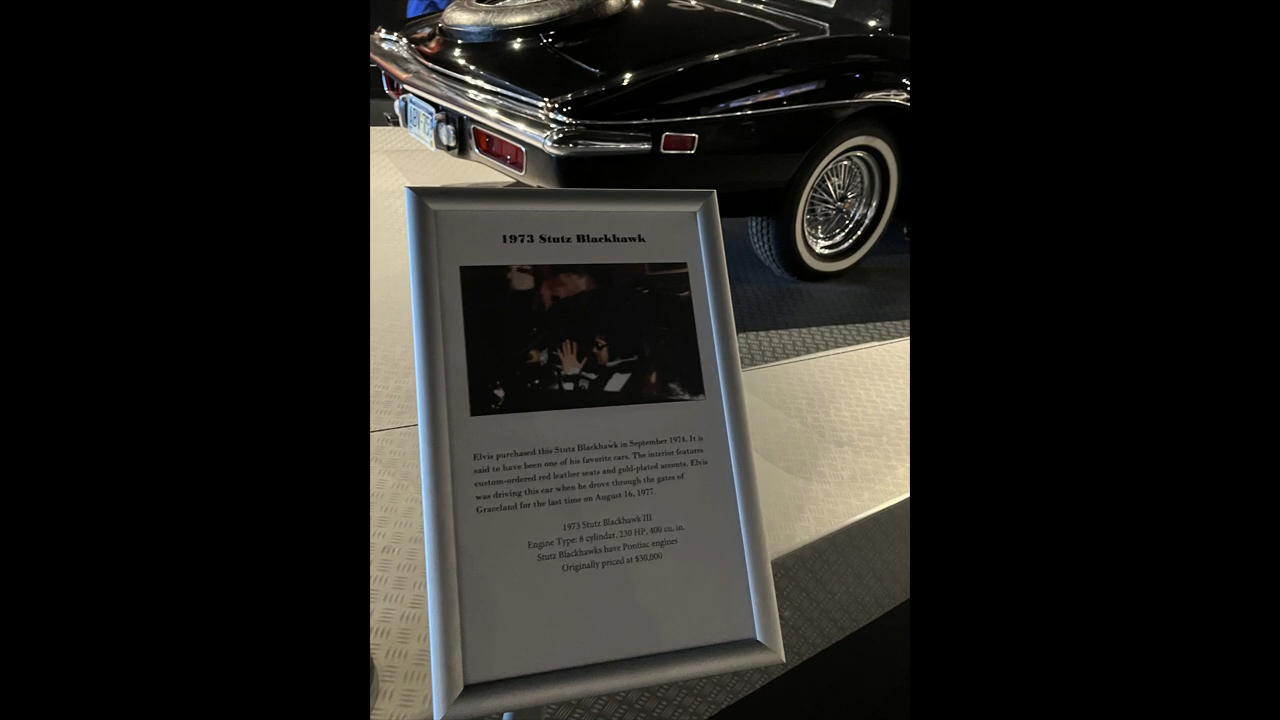 1973 Stutz Blackhawk
Elvis purchased this Stutz Blackhawk in September 1974. It is
said to have been one of his favorite cars. The interior features
custom-ordered red leather seats and gold-plated accents. Elvis
was driving this car when he drove through the gates of
Graceland for the last time on August 16, 1977.
1973 Stutz Blackhawk III
Engine Type: 8 cylinder, 230 HP, 400 cu. in.
Stutz Blackhawks have Pontiac engines
Originally priced at $30,000